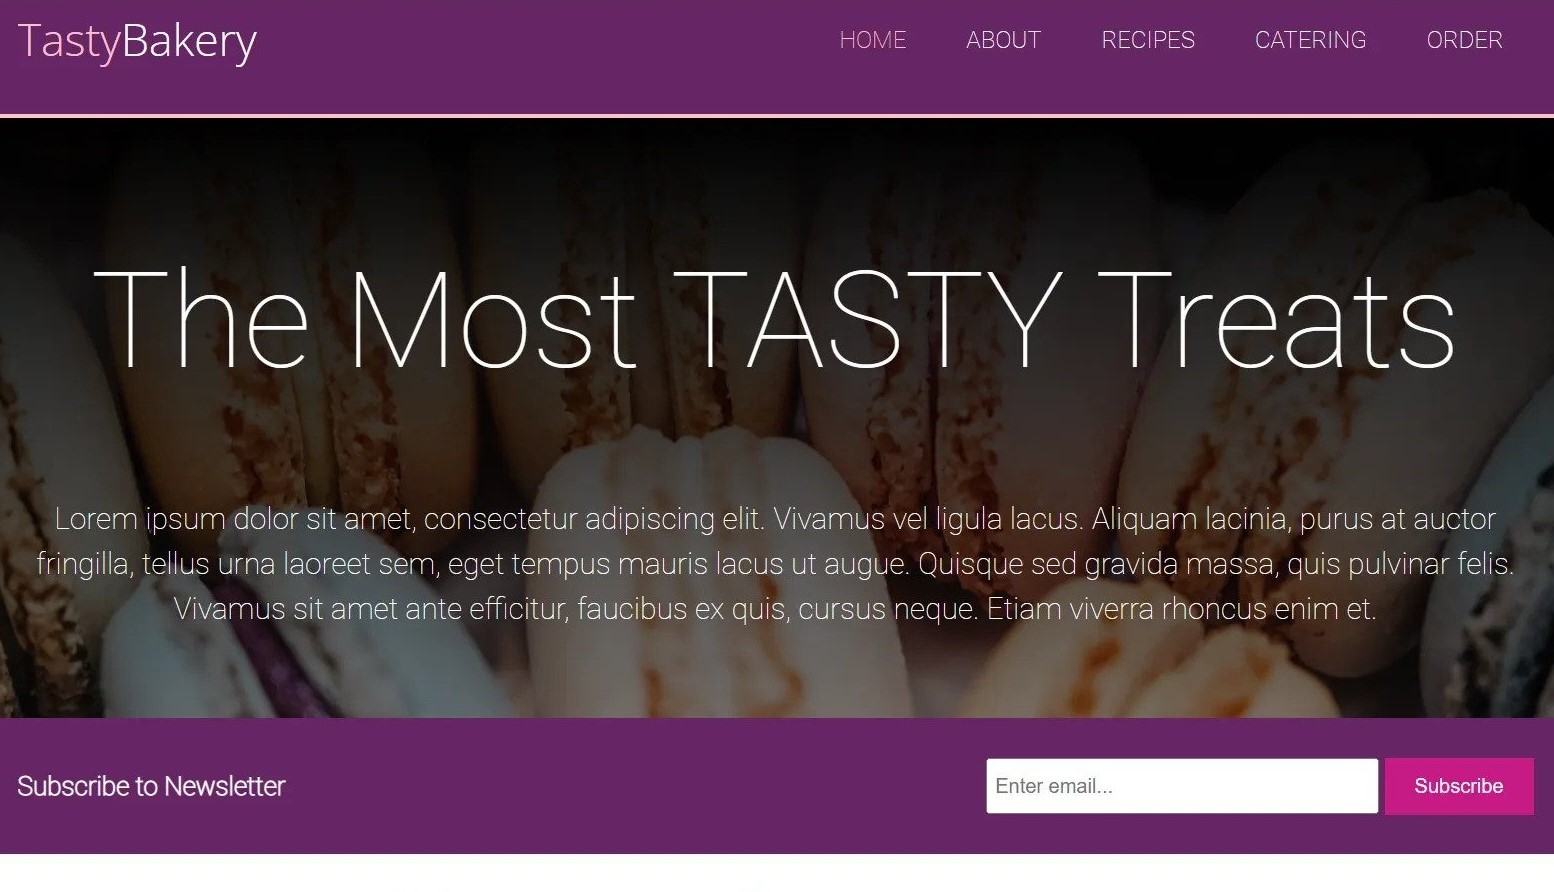 TastyBakery
HOME ABOUT RECIPES CATERING ORDER
The Most TASTY Treats
Lorem ipsum dolor sit amet, consectetur adipiscing elit. Vivamus vel ligula lacus. Aliquam lacinia, purus at auctor
fringilla, tellus urna laoreet sem, eget tempus mauris lacus ut augue. Quisque sed gravida massa, quis pulvinar felis.
Vivamus sit amet ante efficitur, faucibus ex quis, cursus neque. Etiam viverra rhoncus enim et.
Subscribe to Newsletter
Enter email...
Subscribe